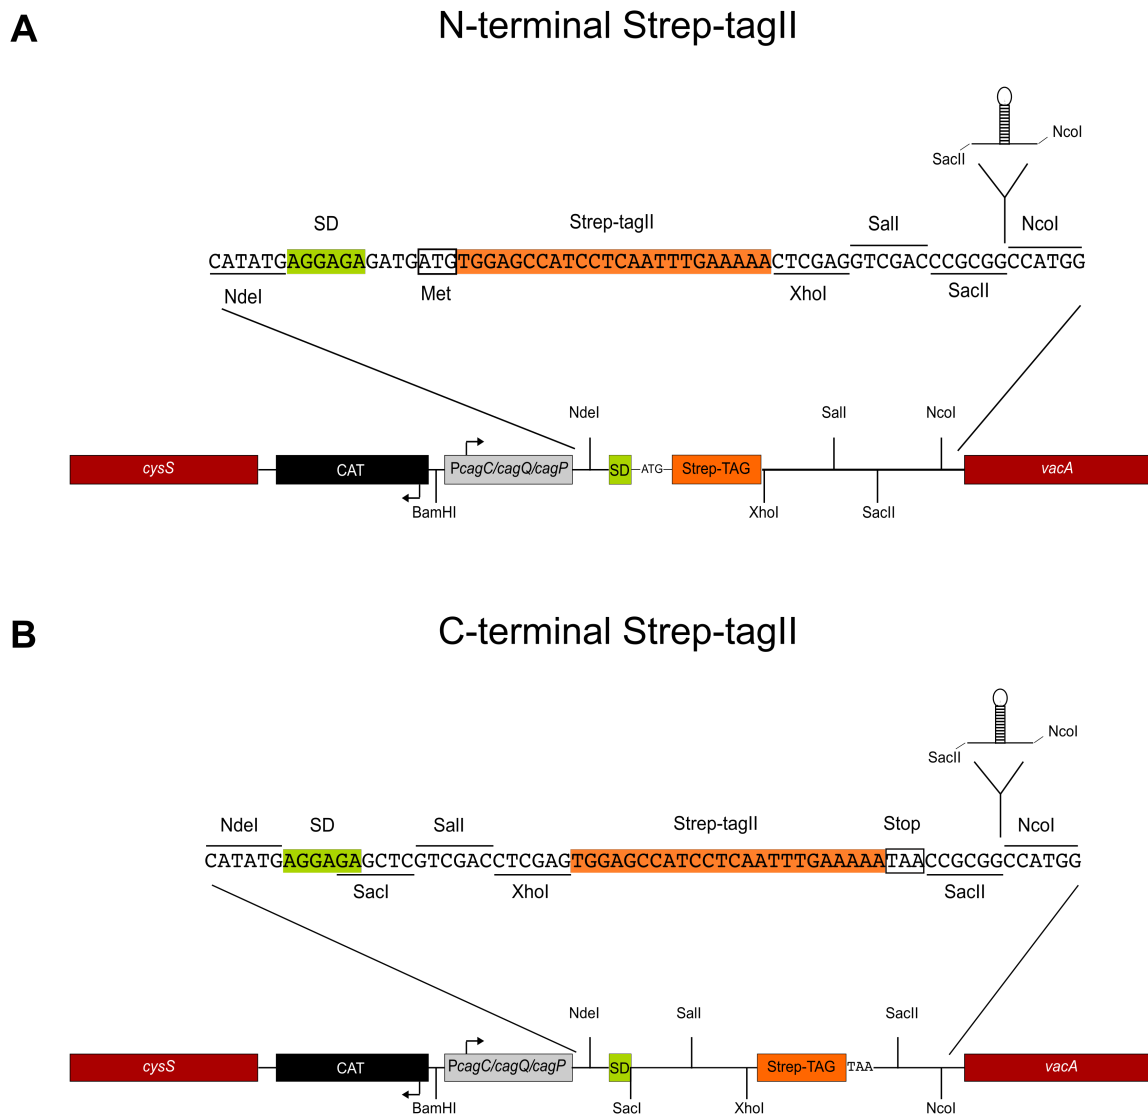 A
N-terminal Strep-tagII
NcoI
SacII
SD
Strep-tagII
SalI
NcoI
CATATGAGGAGAGATGATGTGGAGCCATCCTCAATTTGAAAAACTCGAGGTCGACCCGCGGCCATGG
NdeI
Met
XhoI
SacII
NdeI
SalI
NcoI
cysS
CAT
PcagC/cagQ/cagP
SD
ATG
Strep-TAG
vacA
BamHI
XhoI
SacII
B
C-terminal Strep-tagII
NcoI
SacII
NdeI
SD
SalI
Strep-tagII
Stop
NcoI
CATATGAGGAGAGCTCGTCGACCTCGAGTGGAGCCATCCTCAATTTGAAAAATAACCGCGGCCATGG
SacI
XhoI
SacII
NdeI
SalI
SacII
cysS
CAT
PcagC/cagQ/cagP
SD
Strep-TAG
TAA
vacA
BamHI
SacI
XhoI
NcoI